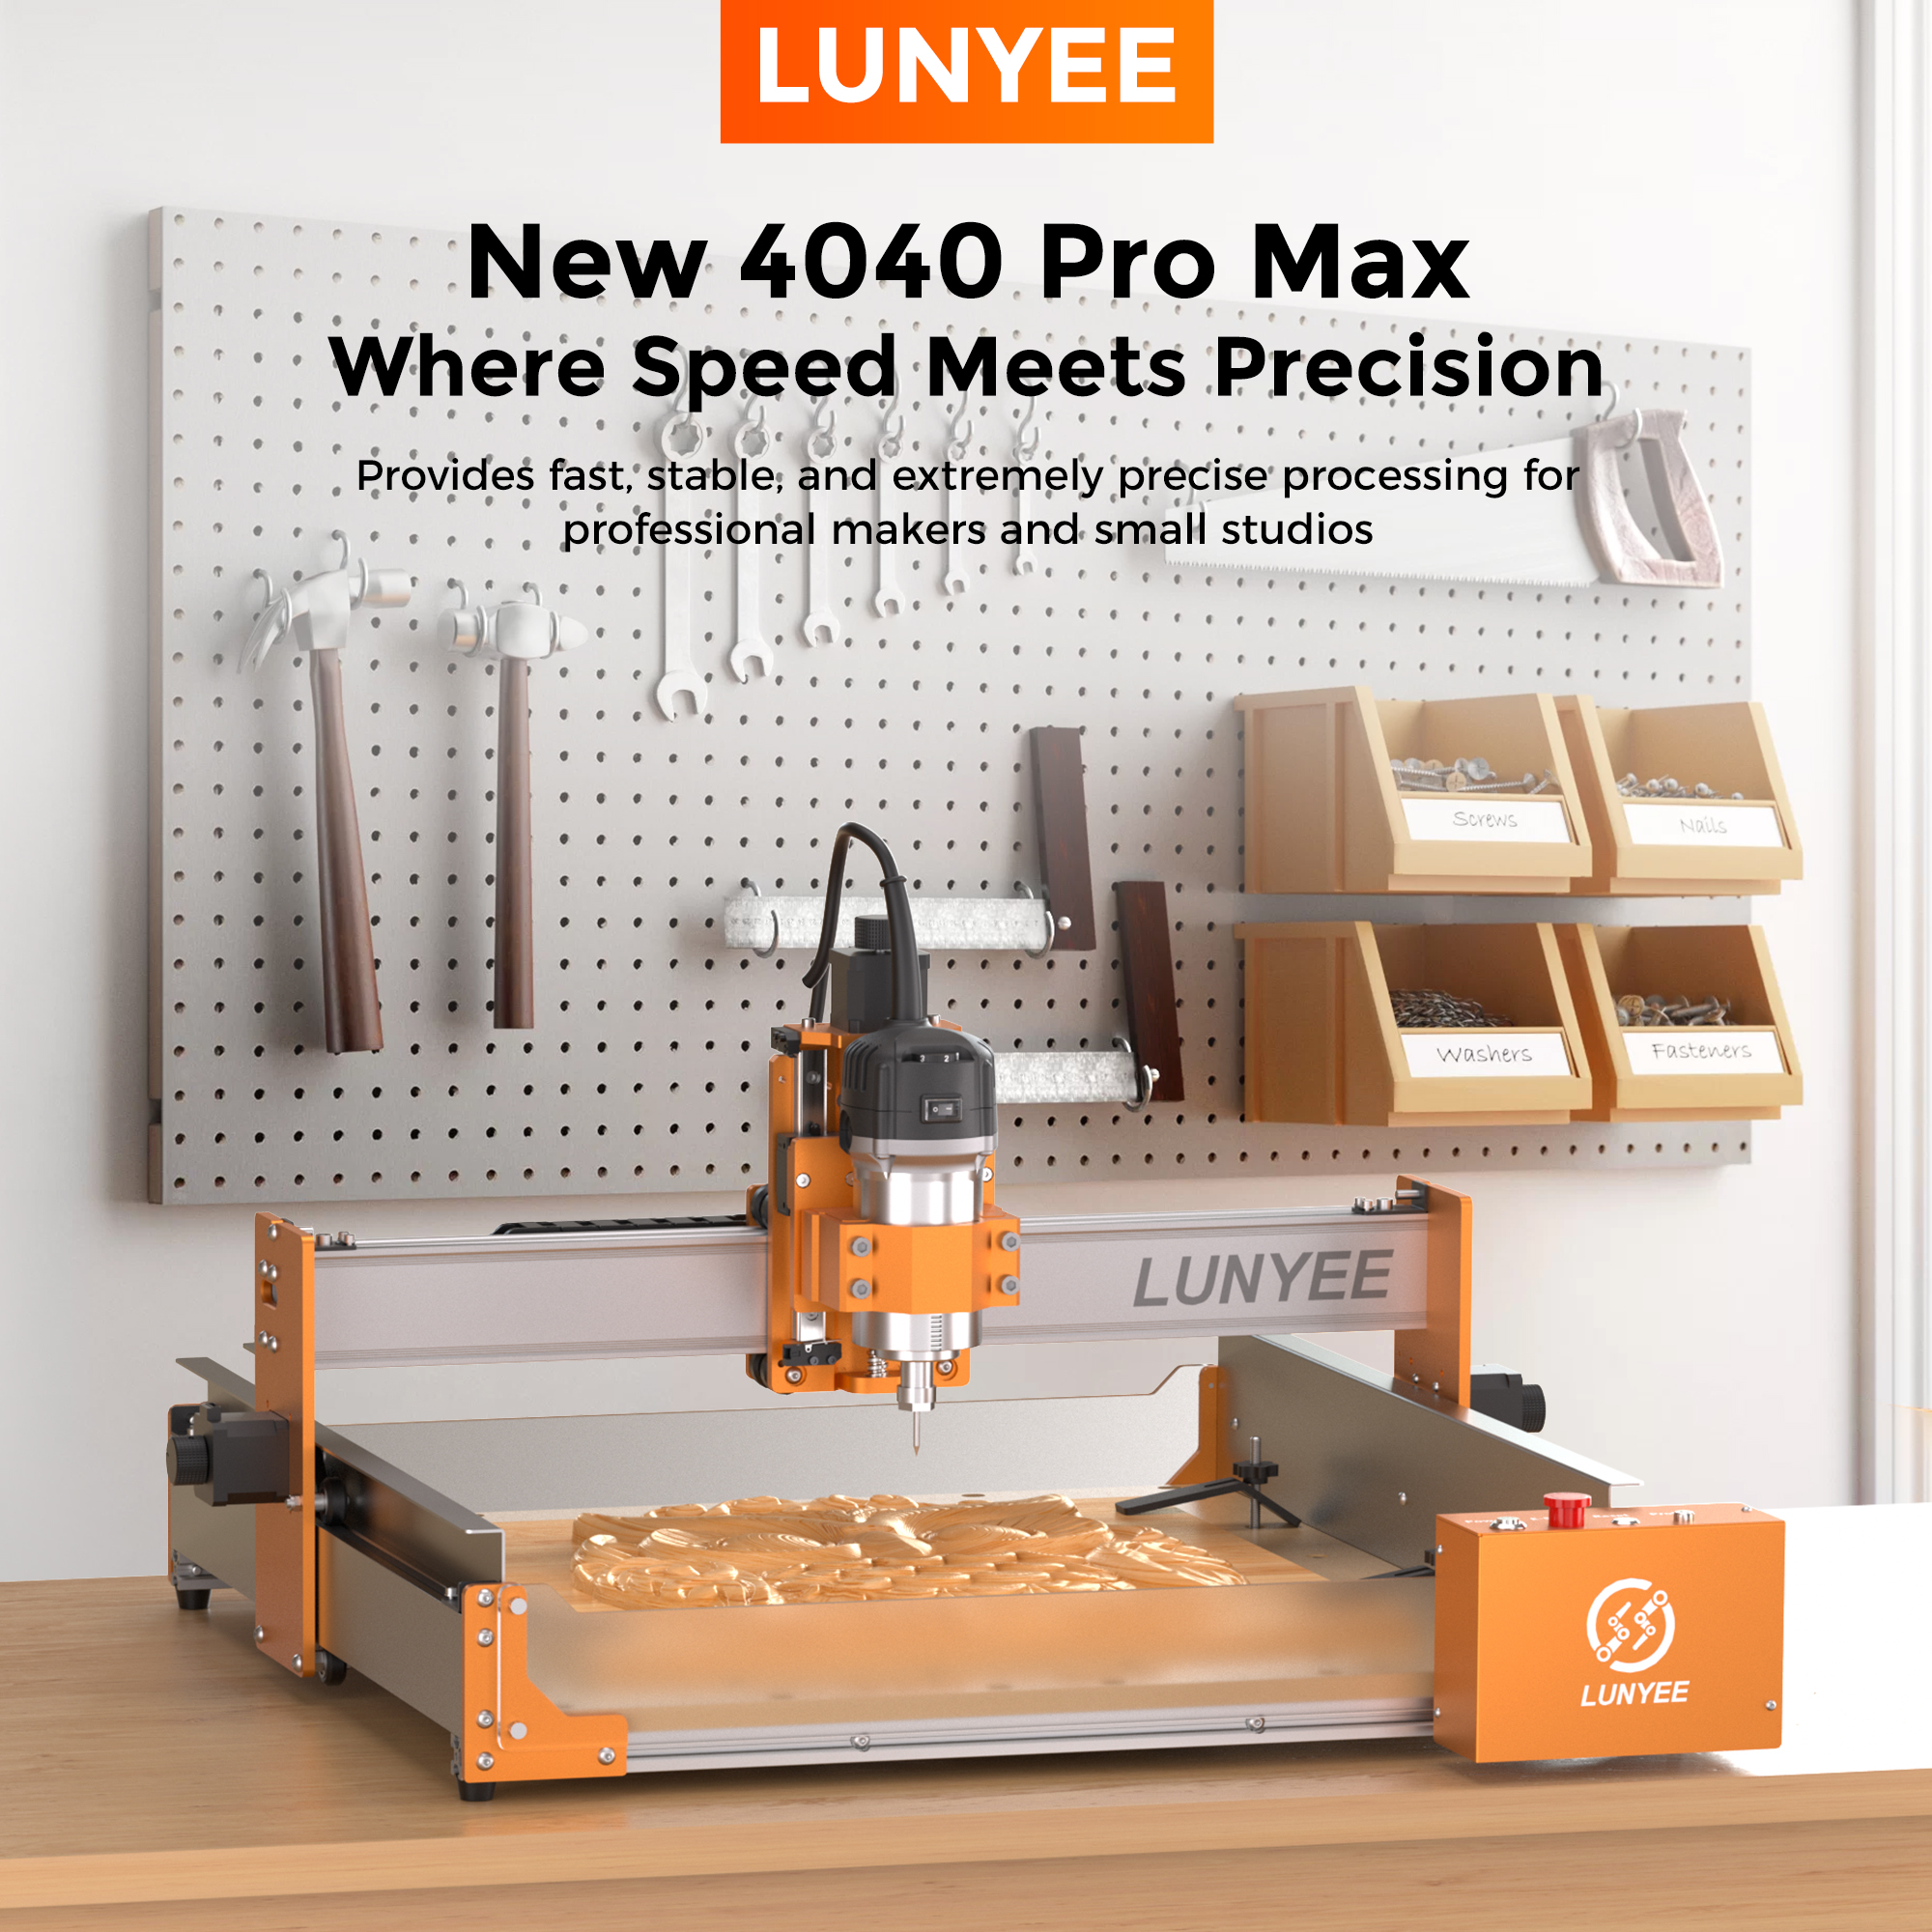 LUNYEE
New 4040 Pro Max
Where Speed Meets Precision
Provides fast, stable, and extremely precise processing for
professional makers and small studios
Screws
Nails
Washers
Fasteners
LUNYEE
LUNYEE